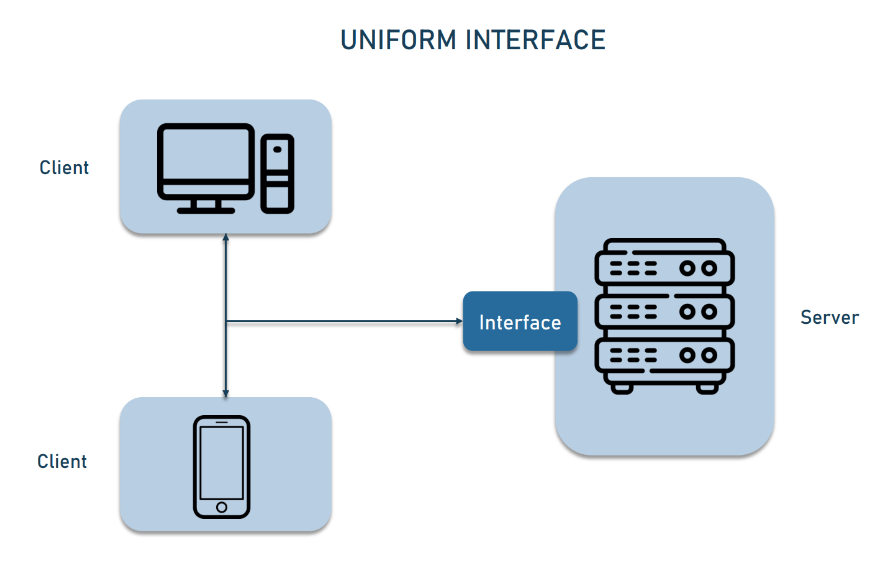 UNIFORM INTERFACE
Client
Interface
Server
Client